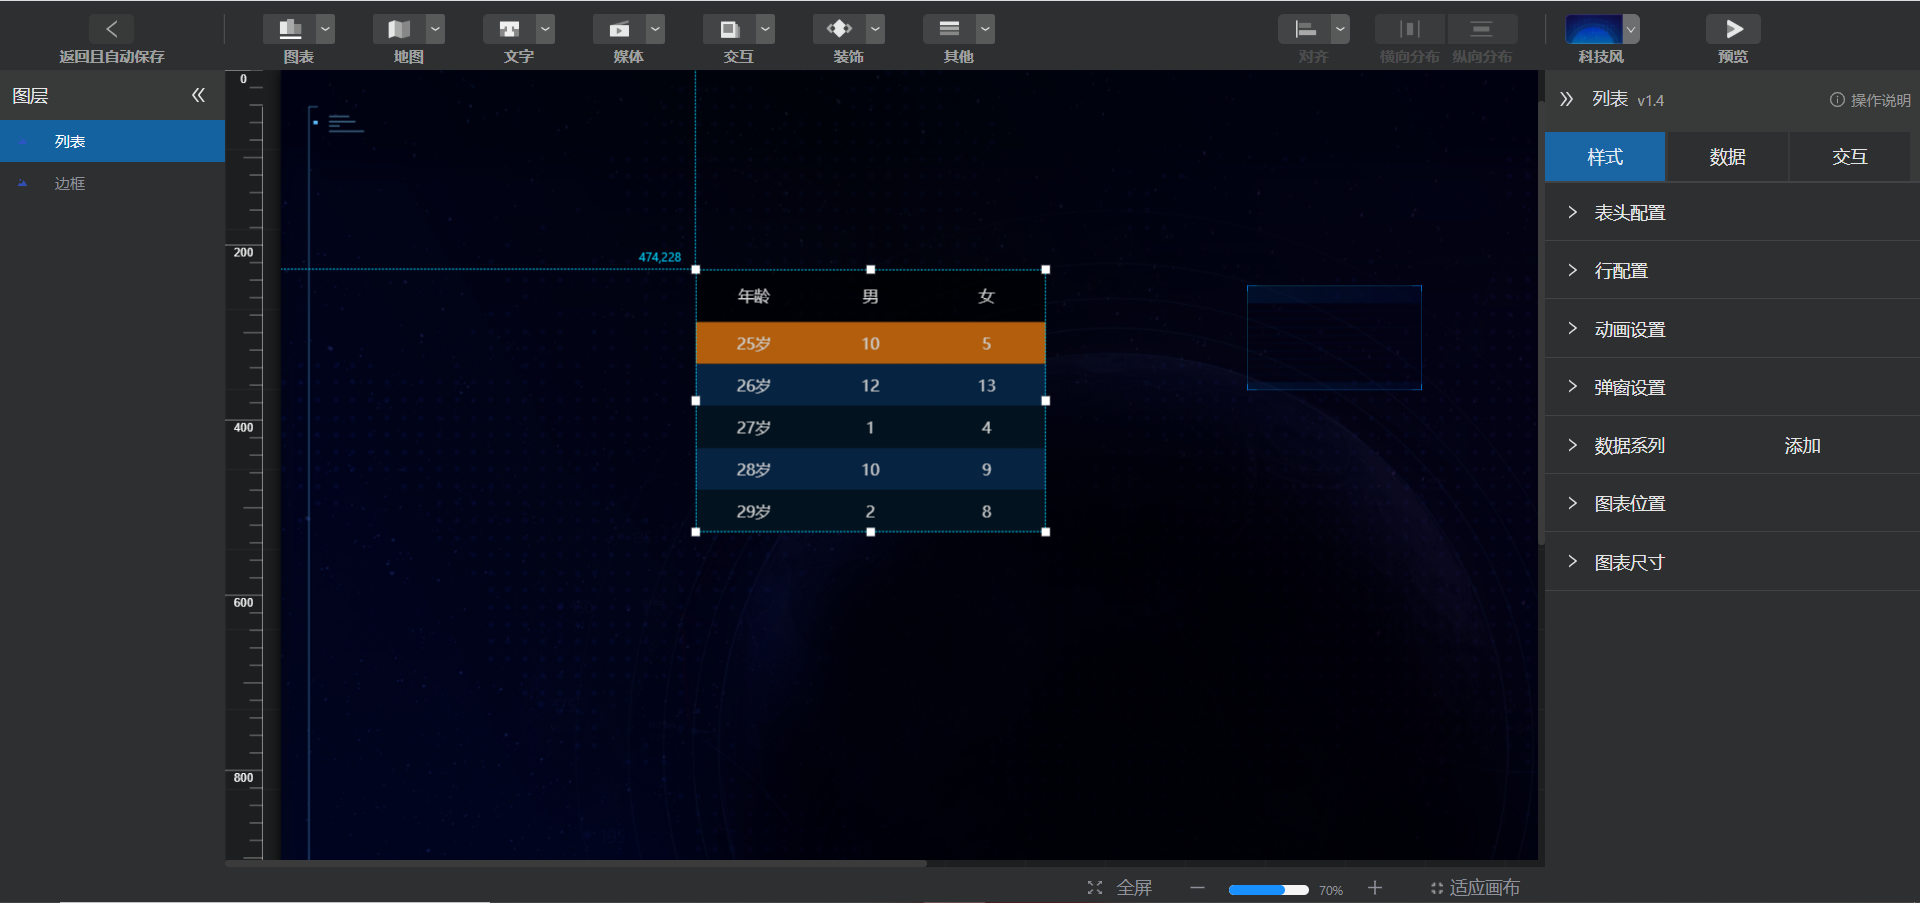 返回且自动保存
图表
地图
文字
媒体
交互
装饰
其他
对齐
横向分布
纵向分布
科技风
预览
图层
列表
边框
0
200
400
600
800
474,228
年龄 男 女
25岁 10 5
26岁 12 13
27岁 1 4
28岁 10 9
29岁 2 8
列表 v1.4
操作说明
样式 数据 交互
表头配置
行配置
动画设置
弹窗设置
数据系列 添加
图表位置
图表尺寸
全屏
70%
适应画布